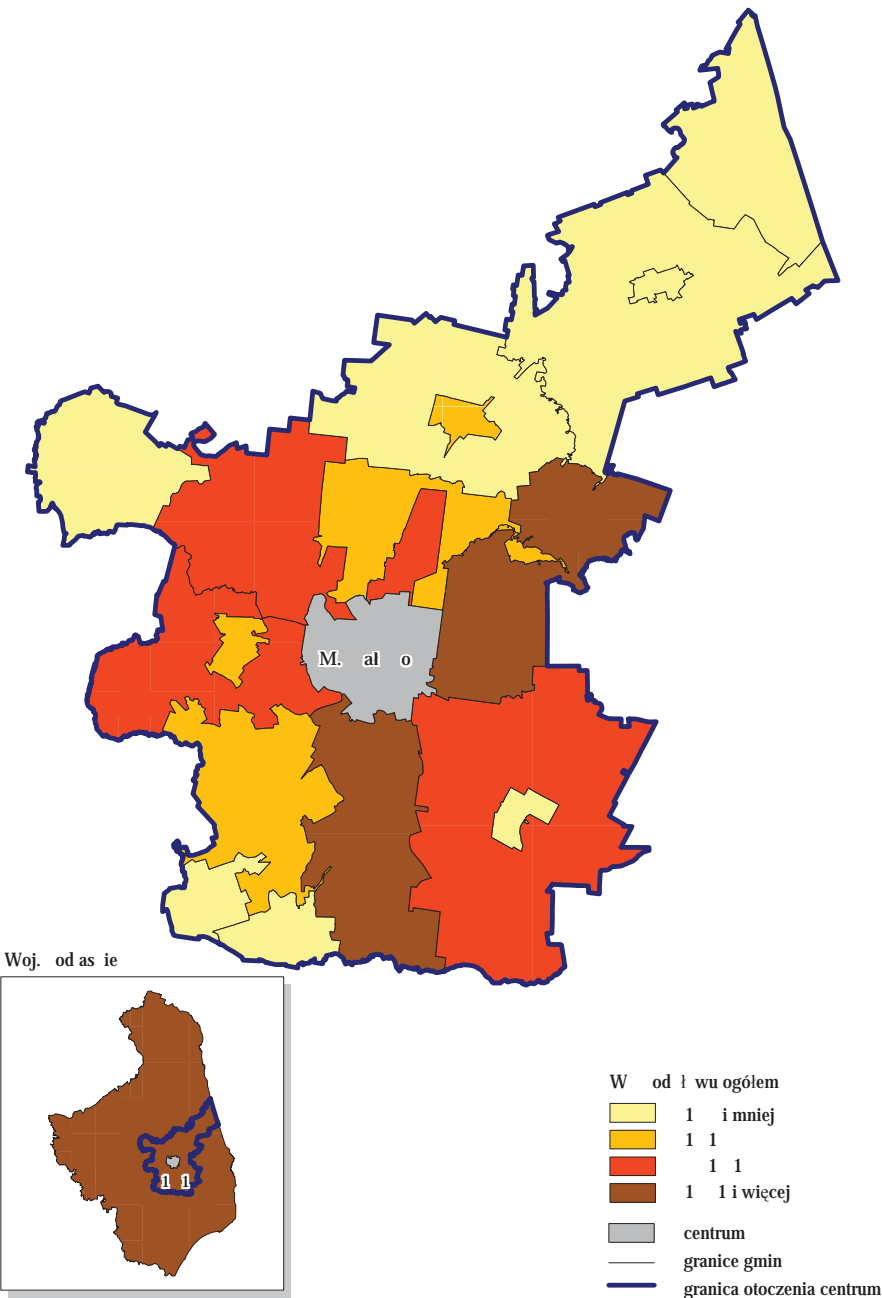 M. ał o
Woj. od as ie
1 1
W od ł wu ogółem
1 i mniej
1 1
1 1
1 1 i więcej
centrum
granice gmin
granica otoczenia centrum